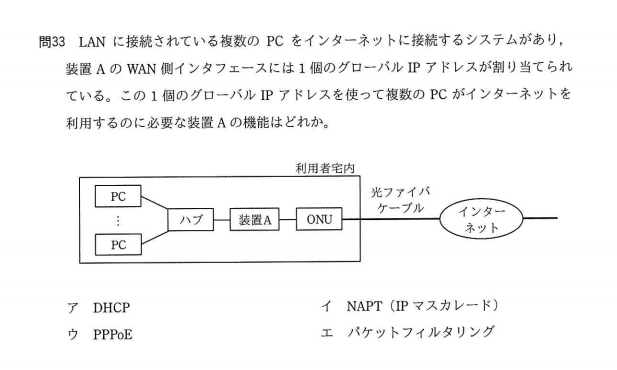 問33 LAN に接続されている複数の PC をインターネットに接続するシステムがあり，
装置 A の WAN 側インタフェースには 1 個のグローバル IP アドレスが割り当てられ
ている。この 1 個のグローバル IP アドレスを使って複数の PC がインターネットを
利用するのに必要な装置 A の機能はどれか。
利用者宅内
PC
⋮
PC
ハブ
装置A
ONU
光ファイバ
ケーブル
インター
ネット
ア DHCP
イ NAPT（IP マスカレード）
ウ PPPoE
エ パケットフィルタリング